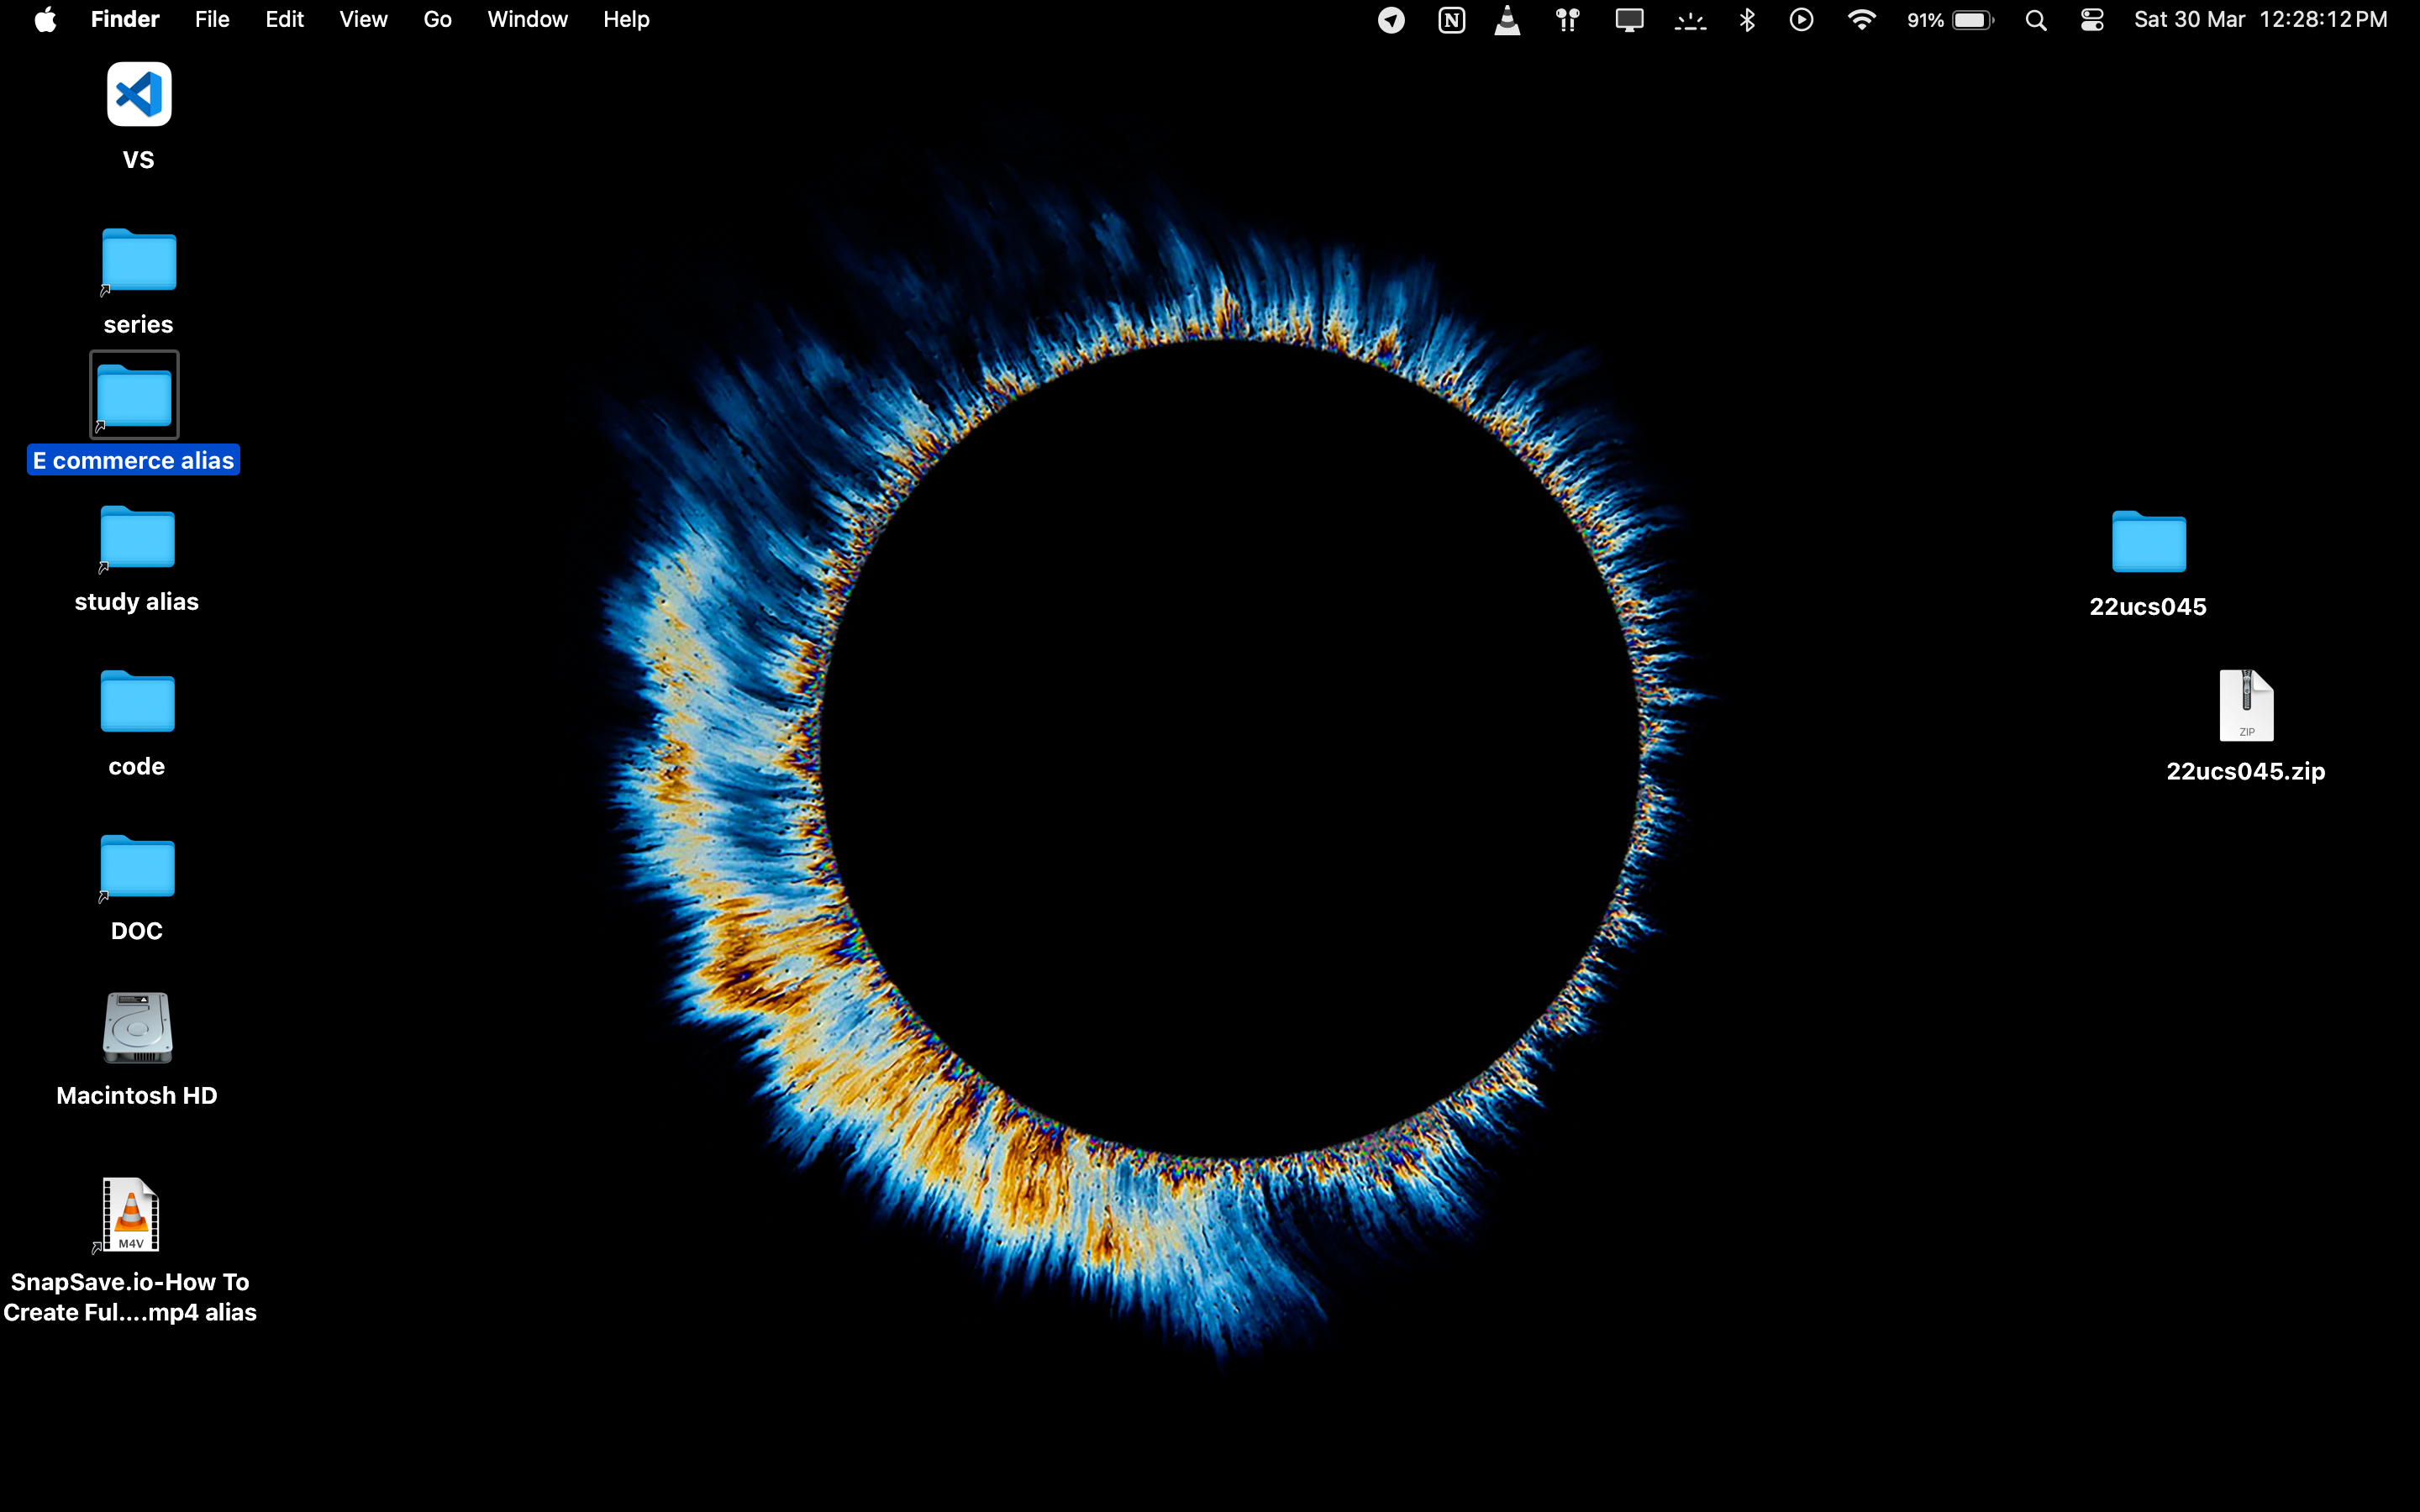 Finder File Edit View Go Window Help 91% Sat 30 Mar 12:28:12 PM
VS
series
E commerce alias
study alias
code
DOC
Macintosh HD
M4V
SnapSave.io-How To
Create Ful....mp4 alias
22ucs045
ZIP
22ucs045.zip